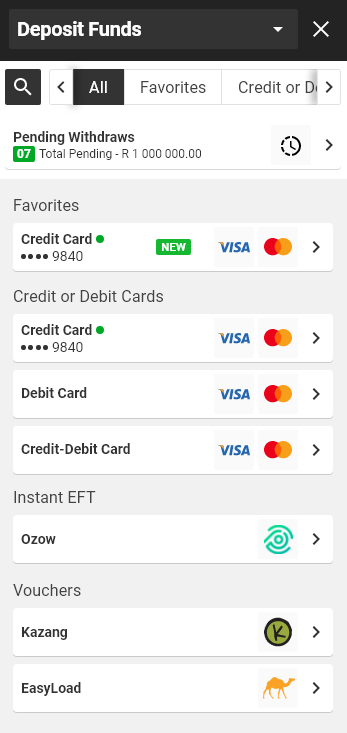 Deposit Funds
All Favorites Credit or De
Pending Withdraws
07 Total Pending - R 1 000 000.00
Favorites
Credit Card
•••• 9840
NEW VISA
Credit or Debit Cards
Credit Card
•••• 9840
VISA
Debit Card VISA
Credit-Debit Card VISA
Instant EFT
Ozow
Vouchers
Kazang K
EasyLoad